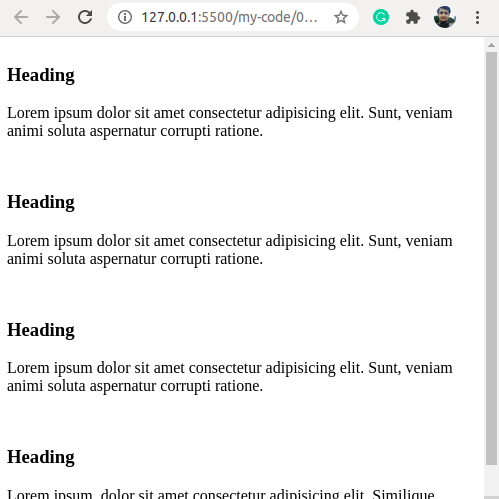 127.0.0.1:5500/my-code/0...
Heading
Lorem ipsum dolor sit amet consectetur adipisicing elit. Sunt, veniam
animi soluta aspernatur corrupti ratione.
Heading
Lorem ipsum dolor sit amet consectetur adipisicing elit. Sunt, veniam
animi soluta aspernatur corrupti ratione.
Heading
Lorem ipsum dolor sit amet consectetur adipisicing elit. Sunt, veniam
animi soluta aspernatur corrupti ratione.
Heading
Lorem ipsum, dolor sit amet consectetur adipisicing elit. Similique